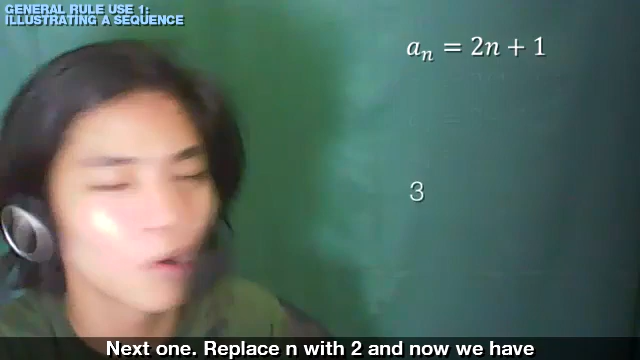 GENERAL RULE USE 1:
ILLUSTRATING A SEQUENCE
aₙ = 2n + 1
3
Next one. Replace n with 2 and now we have